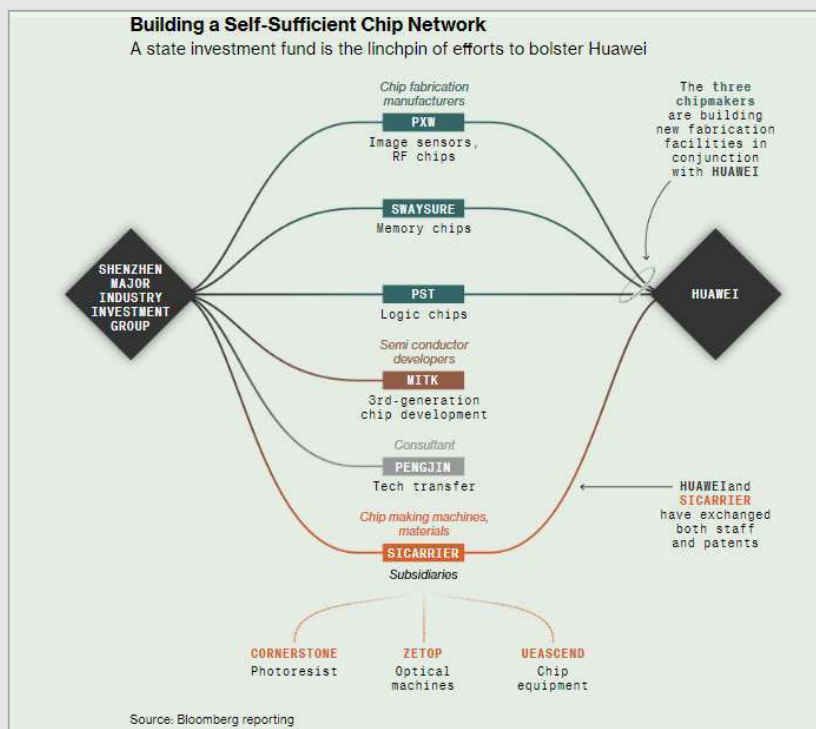 Building a Self-Sufficient Chip Network
A state investment fund is the linchpin of efforts to bolster Huawei
Chip fabrication
manufacturers
PXW
Image sensors,
RF chips
The three
chipmakers
are building
new fabrication
facilities in
conjunction
with HUAWEI
SWAYSURE
Memory chips
SHENZHEN
MAJOR
INDUSTRY
INVESTMENT
GROUP
PST
Logic chips
HUAWEI
Semi conductor
developers
MITK
3rd-generation
chip development
Consultant
PENGJIN
Tech transfer
HUAWEIand
SICARRIER
have exchanged
both staff
and patents
Chip making machines,
materials
SICARRIER
Subsidiaries
CORNERSTONE
Photoresist
ZETOP
Optical
machines
UEASCEND
Chip
equipment
Source: Bloomberg reporting